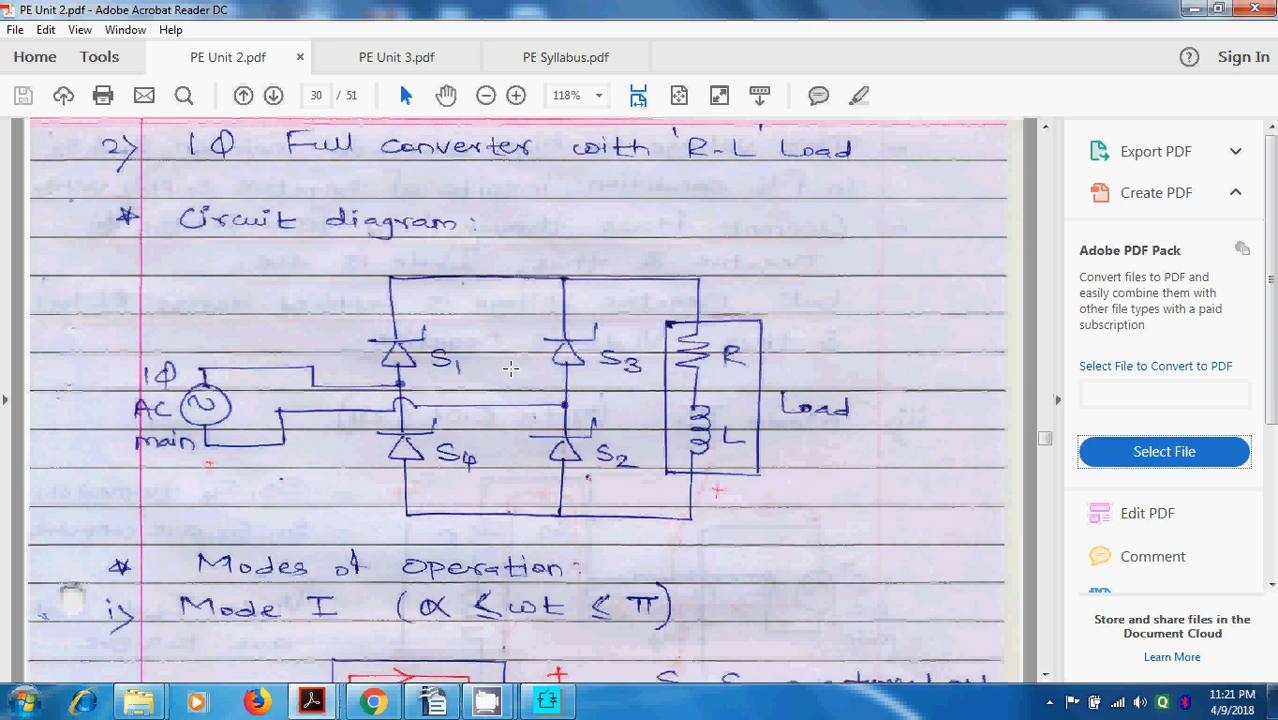 PE Unit 2.pdf - Adobe Acrobat Reader DC
File Edit View Window Help
Home Tools PE Unit 2.pdf × PE Unit 3.pdf PE Syllabus.pdf ? Sign In
30 / 51 118%
2) 1Φ Full converter with 'R-L' Load
* Circuit diagram:
S1 S3 R
1Φ
AC
main
Load
S4 S2 L
* Modes of operation:
i) Mode I (α ≤ ωt ≤ π)
Export PDF
Create PDF
Adobe PDF Pack
Convert files to PDF and
easily combine them with
other file types with a paid
subscription
Select File to Convert to PDF
Select File
Edit PDF
Comment
Store and share files in the
Document Cloud
Learn More
11:21 PM
4/9/2018